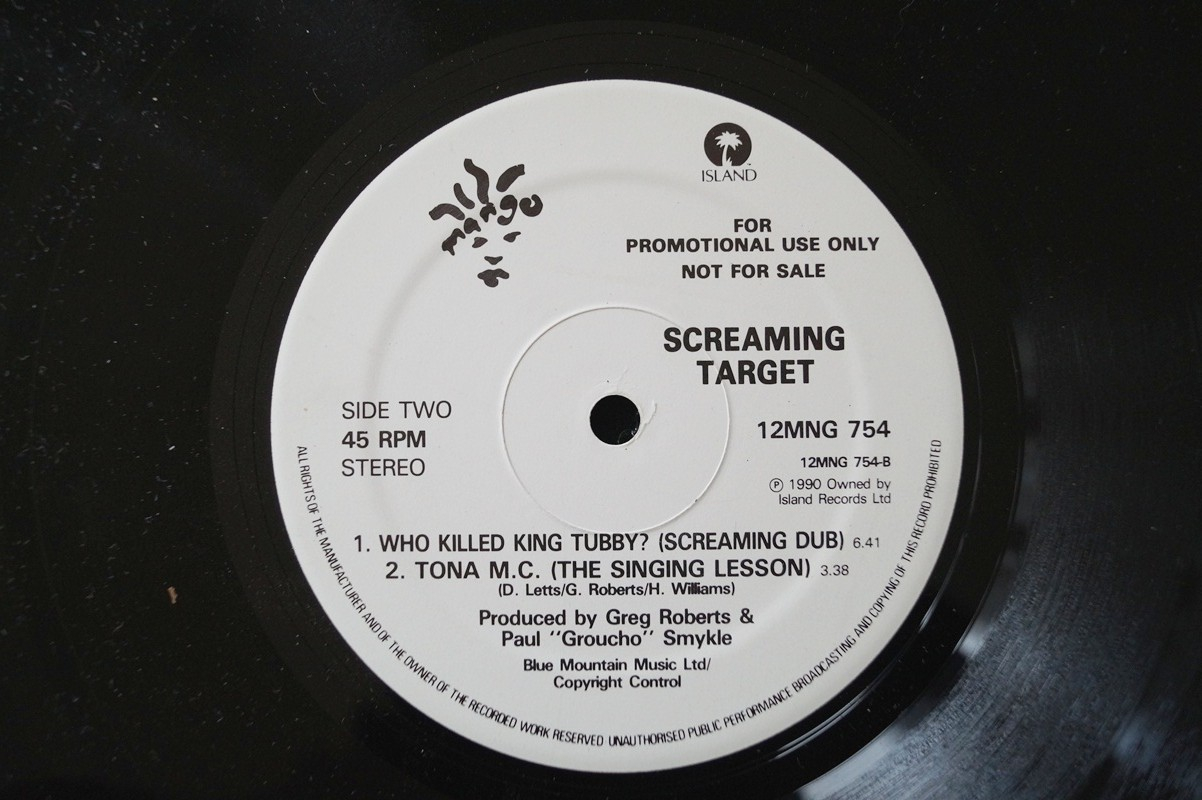 mango
ISLAND
FOR
PROMOTIONAL USE ONLY
NOT FOR SALE
SCREAMING
TARGET
SIDE TWO
45 RPM
STEREO
12MNG 754
12MNG 754-B
Ⓟ 1990 Owned by
Island Records Ltd
1. WHO KILLED KING TUBBY? (SCREAMING DUB) 6.41
2. TONA M.C. (THE SINGING LESSON) 3.38
(D. Letts/G. Roberts/H. Williams)
Produced by Greg Roberts &
Paul ''Groucho'' Smykle
Blue Mountain Music Ltd/
Copyright Control
ALL RIGHTS OF THE MANUFACTURER AND OF THE OWNER OF THE RECORDED WORK RESERVED UNAUTHORISED PUBLIC PERFORMANCE BROADCASTING AND COPYING OF THIS RECORD PROHIBITED